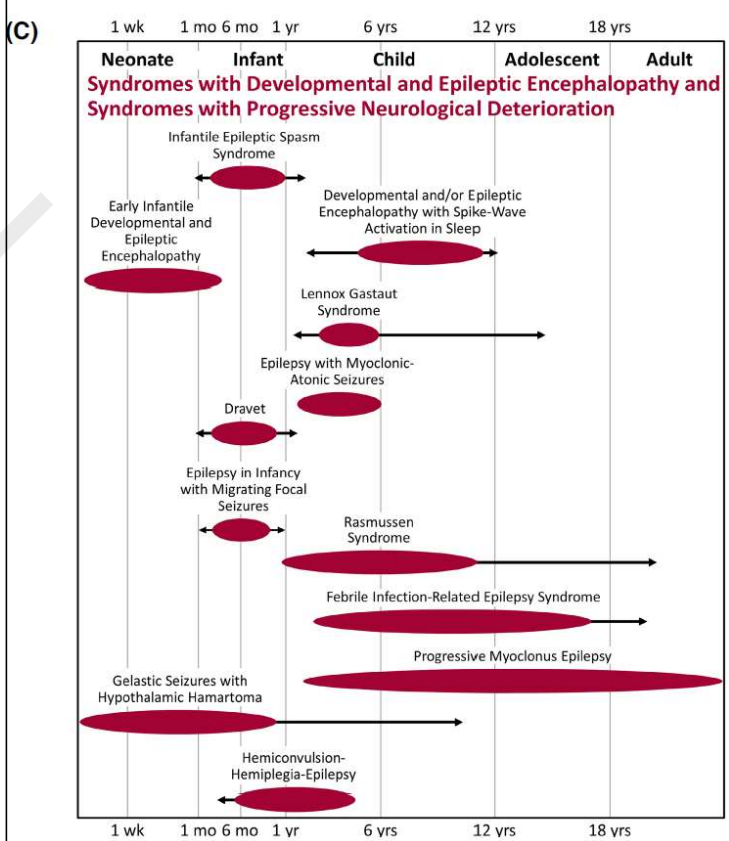 (C)
1 wk 1 mo 6 mo 1 yr 6 yrs 12 yrs 18 yrs
Neonate Infant Child Adolescent Adult
Syndromes with Developmental and Epileptic Encephalopathy and
Syndromes with Progressive Neurological Deterioration
Infantile Epileptic Spasm
Syndrome
Developmental and/or Epileptic
Encephalopathy with Spike-Wave
Activation in Sleep
Early Infantile
Developmental and
Epileptic
Encephalopathy
Lennox Gastaut
Syndrome
Epilepsy with Myoclonic-
Atonic Seizures
Dravet
Epilepsy in Infancy
with Migrating Focal
Seizures
Rasmussen
Syndrome
Febrile Infection-Related Epilepsy Syndrome
Progressive Myoclonus Epilepsy
Gelastic Seizures with
Hypothalamic Hamartoma
Hemiconvulsion-
Hemiplegia-Epilepsy
1 wk 1 mo 6 mo 1 yr 6 yrs 12 yrs 18 yrs